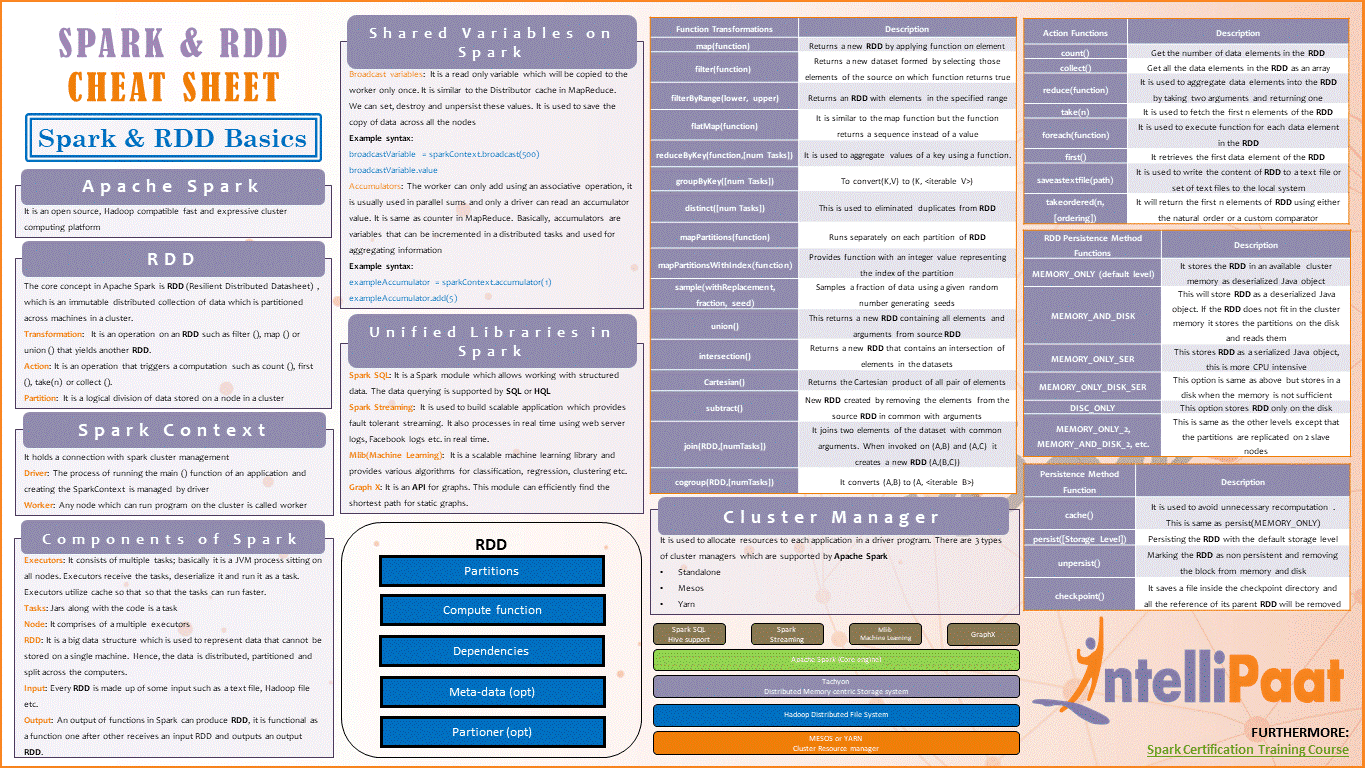 SPARK & RDD
CHEAT SHEET
Spark & RDD Basics
Apache Spark
It is an open source, Hadoop compatible fast and expressive cluster
computing platform
RDD
The core concept in Apache Spark is RDD (Resilient Distributed Datasheet) ,
which is an immutable distributed collection of data which is partitioned
across machines in a cluster.
Transformation: It is an operation on an RDD such as filter (), map () or
union () that yields another RDD.
Action: It is an operation that triggers a computation such as count (), first
(), take(n) or collect ().
Partition: It is a logical division of data stored on a node in a cluster
Spark Context
It holds a connection with spark cluster management
Driver: The process of running the main () function of an application and
creating the SparkContext is managed by driver
Worker: Any node which can run program on the cluster is called worker
Components of Spark
Executors: It consists of multiple tasks; basically it is a JVM process sitting on
all nodes. Executors receive the tasks, deserialize it and run it as a task.
Executors utilize cache so that so that the tasks can run faster.
Tasks: Jars along with the code is a task
Node: It comprises of a multiple executors
RDD: It is a big data structure which is used to represent data that cannot be
stored on a single machine. Hence, the data is distributed, partitioned and
split across the computers.
Input: Every RDD is made up of some input such as a text file, Hadoop file
etc.
Output: An output of functions in Spark can produce RDD, it is functional as
a function one after other receives an input RDD and outputs an output
RDD.
Shared Variables on
Spark
Broadcast variables: It is a read only variable which will be copied to the
worker only once. It is similar to the Distributor cache in MapReduce.
We can set, destroy and unpersist these values. It is used to save the
copy of data across all the nodes
Example syntax:
broadcastVariable = sparkContext.broadcast(500)
broadcastVariable.value
Accumulators: The worker can only add using an associative operation, it
is usually used in parallel sums and only a driver can read an accumulator
value. It is same as counter in MapReduce. Basically, accumulators are
variables that can be incremented in a distributed tasks and used for
aggregating information
Example syntax:
exampleAccumulator = sparkContext.accumulator(1)
exampleAccumulator.add(5)
Unified Libraries in
Spark
Spark SQL: It is a Spark module which allows working with structured
data. The data querying is supported by SQL or HQL
Spark Streaming: It is used to build scalable application which provides
fault tolerant streaming. It also processes in real time using web server
logs, Facebook logs etc. in real time.
Mlib(Machine Learning): It is a scalable machine learning library and
provides various algorithms for classification, regression, clustering etc.
Graph X: It is an API for graphs. This module can efficiently find the
shortest path for static graphs.
RDD
Partitions
Compute function
Dependencies
Meta-data (opt)
Partioner (opt)
Function Transformations Description
map(function) Returns a new RDD by applying function on element
filter(function) Returns a new dataset formed by selecting those
elements of the source on which function returns true
filterByRange(lower, upper) Returns an RDD with elements in the specified range
flatMap(function) It is similar to the map function but the function
returns a sequence instead of a value
reduceByKey(function,[num Tasks]) It is used to aggregate values of a key using a function.
groupByKey([num Tasks]) To convert(K,V) to (K, <iterable V>)
distinct([num Tasks]) This is used to eliminated duplicates from RDD
mapPartitions(function) Runs separately on each partition of RDD
mapPartitionsWithIndex(function) Provides function with an integer value representing
the index of the partition
sample(withReplacement, Samples a fraction of data using a given random
fraction, seed) number generating seeds
union() This returns a new RDD containing all elements and
arguments from source RDD
intersection() Returns a new RDD that contains an intersection of
elements in the datasets
Cartesian() Returns the Cartesian product of all pair of elements
subtract() New RDD created by removing the elements from the
source RDD in common with arguments
join(RDD,[numTasks]) It joins two elements of the dataset with common
arguments. When invoked on (A,B) and (A,C) it
creates a new RDD (A,(B,C))
cogroup(RDD,[numTasks]) It converts (A,B) to (A, <iterable B>)
Cluster Manager
It is used to allocate resources to each application in a driver program. There are 3 types
of cluster managers which are supported by Apache Spark
• Standalone
• Mesos
• Yarn
Spark SQL Spark Mlib GraphX
Hive support Streaming Machine Learning
Apache Spark (Core engine)
Tachyon
Distributed Memory-centric Storage system
Hadoop Distributed File System
MESOS or YARN
Cluster Resource manager
Action Functions Description
count() Get the number of data elements in the RDD
collect() Get all the data elements in the RDD as an array
reduce(function) It is used to aggregate data elements into the RDD
by taking two arguments and returning one
take(n) It is used to fetch the first n elements of the RDD
foreach(function) It is used to execute function for each data element
in the RDD
first() It retrieves the first data element of the RDD
saveastextfile(path) It is used to write the content of RDD to a text file or
set of text files to the local system
takeordered(n, It will return the first n elements of RDD using either
[ordering]) the natural order or a custom comparator
RDD Persistence Method Description
Functions
MEMORY_ONLY (default level) It stores the RDD in an available cluster
memory as deserialized Java object
MEMORY_AND_DISK This will store RDD as a deserialized Java
object. If the RDD does not fit in the cluster
memory it stores the partitions on the disk
and reads them
MEMORY_ONLY_SER This stores RDD as a serialized Java object,
this is more CPU intensive
MEMORY_ONLY_DISK_SER This option is same as above but stores in a
disk when the memory is not sufficient
DISC_ONLY This option stores RDD only on the disk
MEMORY_ONLY_2, This is same as the other levels except that
MEMORY_AND_DISK_2, etc. the partitions are replicated on 2 slave
nodes
Persistence Method Description
Function
cache() It is used to avoid unnecessary recomputation .
This is same as persist(MEMORY_ONLY)
persist([Storage Level]) Persisting the RDD with the default storage level
unpersist() Marking the RDD as non persistent and removing
the block from memory and disk
checkpoint() It saves a file inside the checkpoint directory and
all the reference of its parent RDD will be removed
IntelliPaat
FURTHERMORE:
Spark Certification Training Course